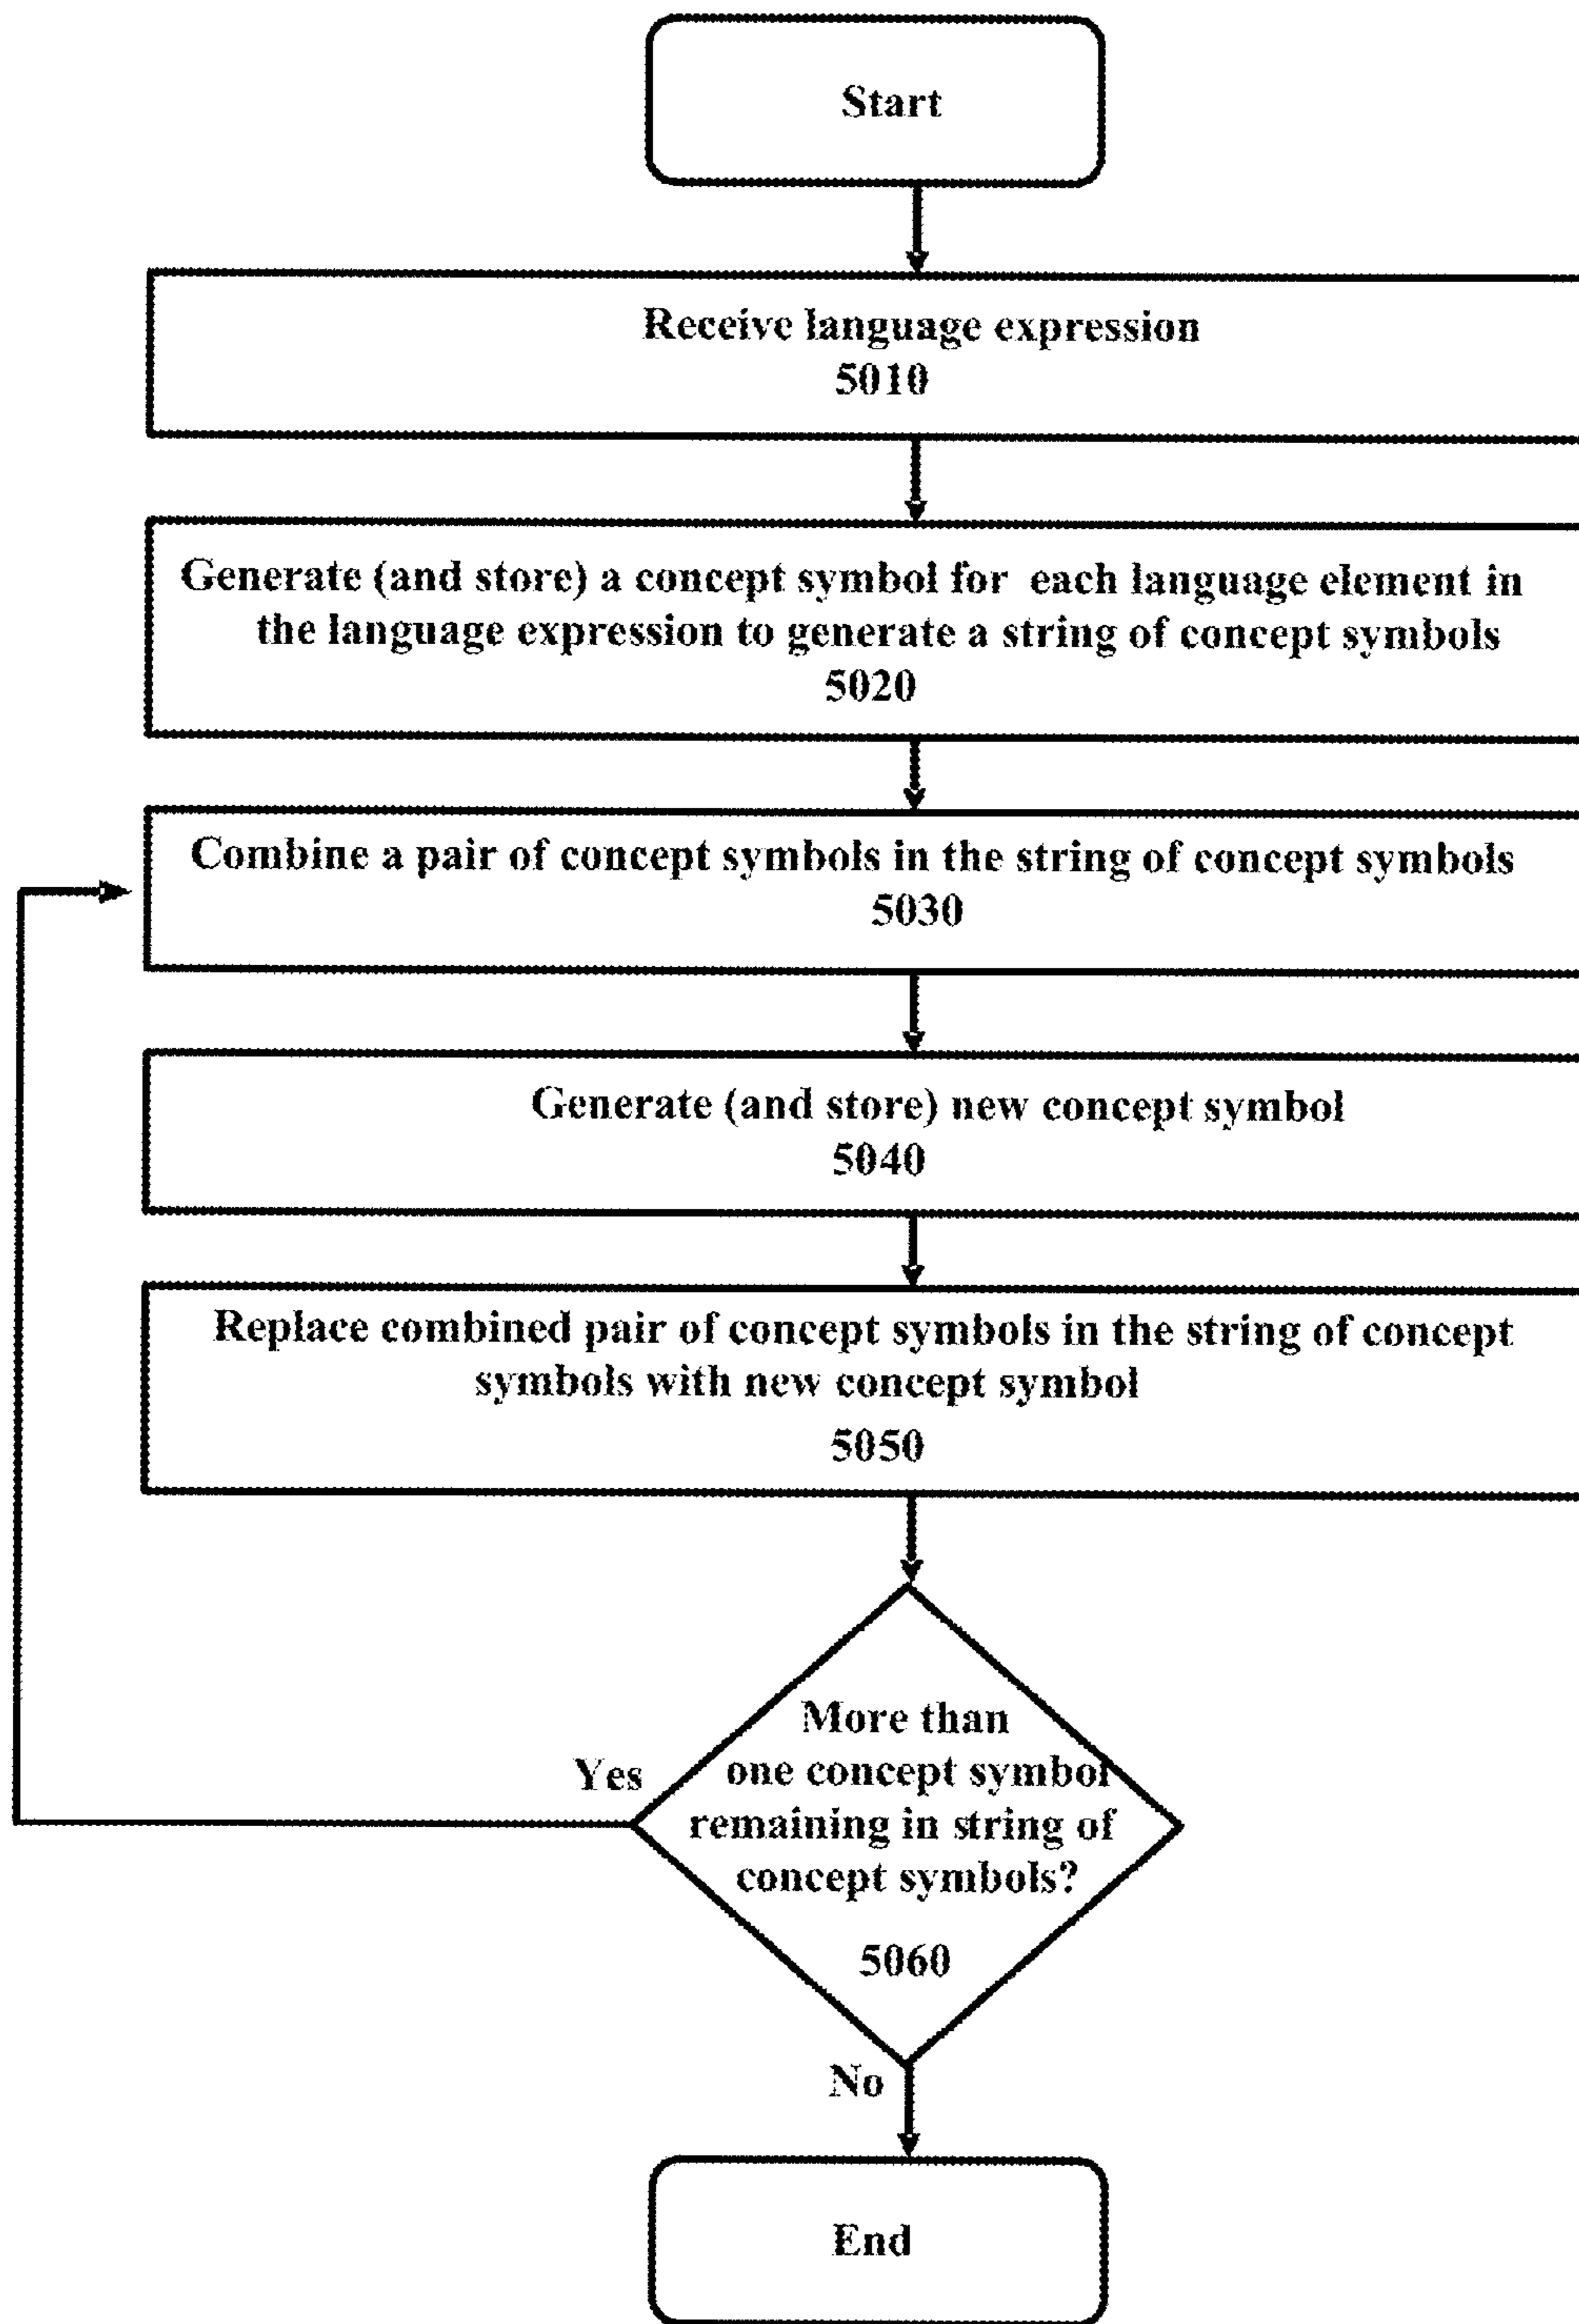 Start
Receive language expression
5010
Generate (and store) a concept symbol for each language element in
the language expression to generate a string of concept symbols
5020
Combine a pair of concept symbols in the string of concept symbols
5030
Generate (and store) new concept symbol
5040
Replace combined pair of concept symbols in the string of concept
symbols with new concept symbol
5050
More than
Yes
one concept symbol
remaining in string of
concept symbols?
5060
No
End